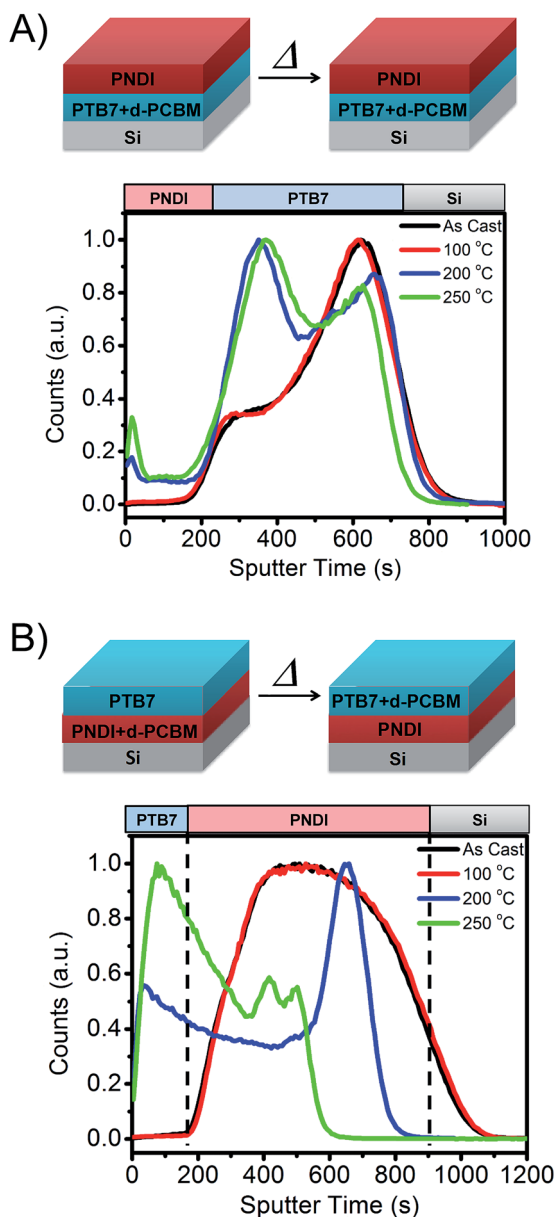 A)
Δ
PNDI
PNDI
PTB7+d-PCBM
PTB7+d-PCBM
Si
Si
PNDI PTB7 Si
As Cast
100 °C
200 °C
250 °C
1.0
0.8
0.6
0.4
0.2
0.0
Counts (a.u.)
0 200 400 600 800 1000
Sputter Time (s)
B)
Δ
PTB7
PTB7+d-PCBM
PNDI+d-PCBM
PNDI
Si
Si
PTB7 PNDI Si
As Cast
100 °C
200 °C
250 °C
1.0
0.8
0.6
0.4
0.2
0.0
Counts (a.u.)
0 200 400 600 800 1000 1200
Sputter Time (s)